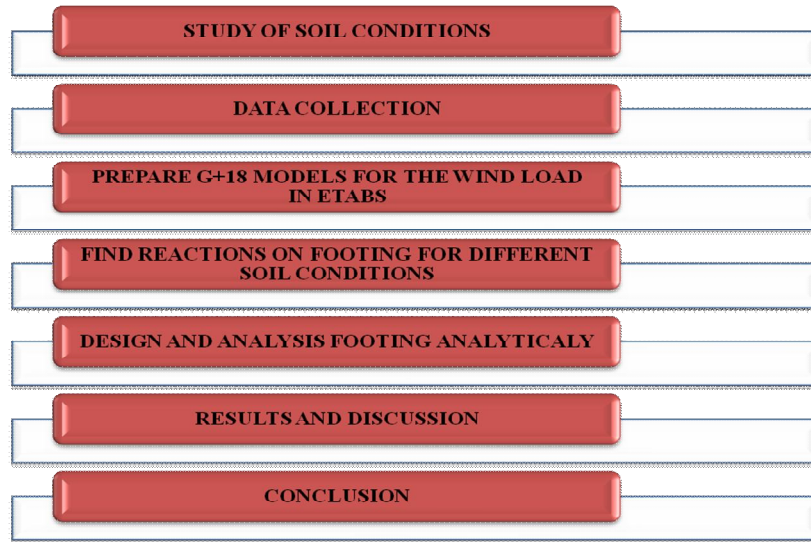 STUDY OF SOIL CONDITIONS
DATA COLLECTION
PREPARE G+18 MODELS FOR THE WIND LOAD
IN ETABS
FIND REACTIONS ON FOOTING FOR DIFFERENT
SOIL CONDITIONS
DESIGN AND ANALYSIS FOOTING ANALYTICALY
RESULTS AND DISCUSSION
CONCLUSION